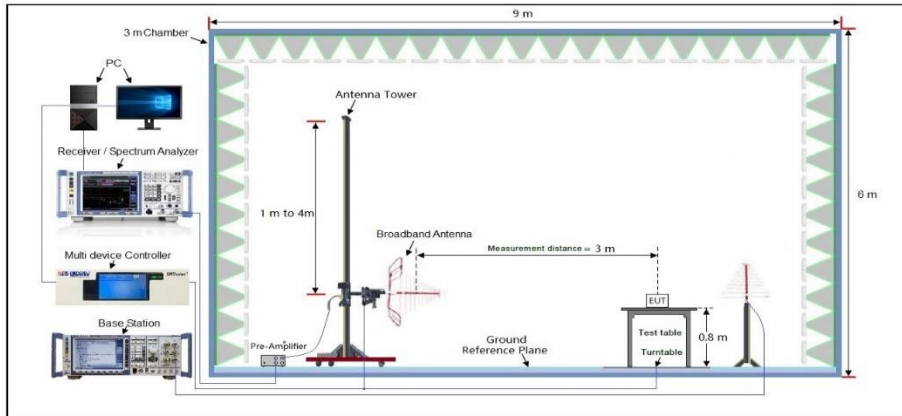 9 m
3 m Chamber
PC
Antenna Tower
Receiver / Spectrum Analyzer
1 m to 4m
6 m
Broadband Antenna
Measurement distance = 3 m
Multi device Controller
EUT
Base Station
Test table
0.8 m
Turntable
Pre-Amplifier
Ground
Reference Plane